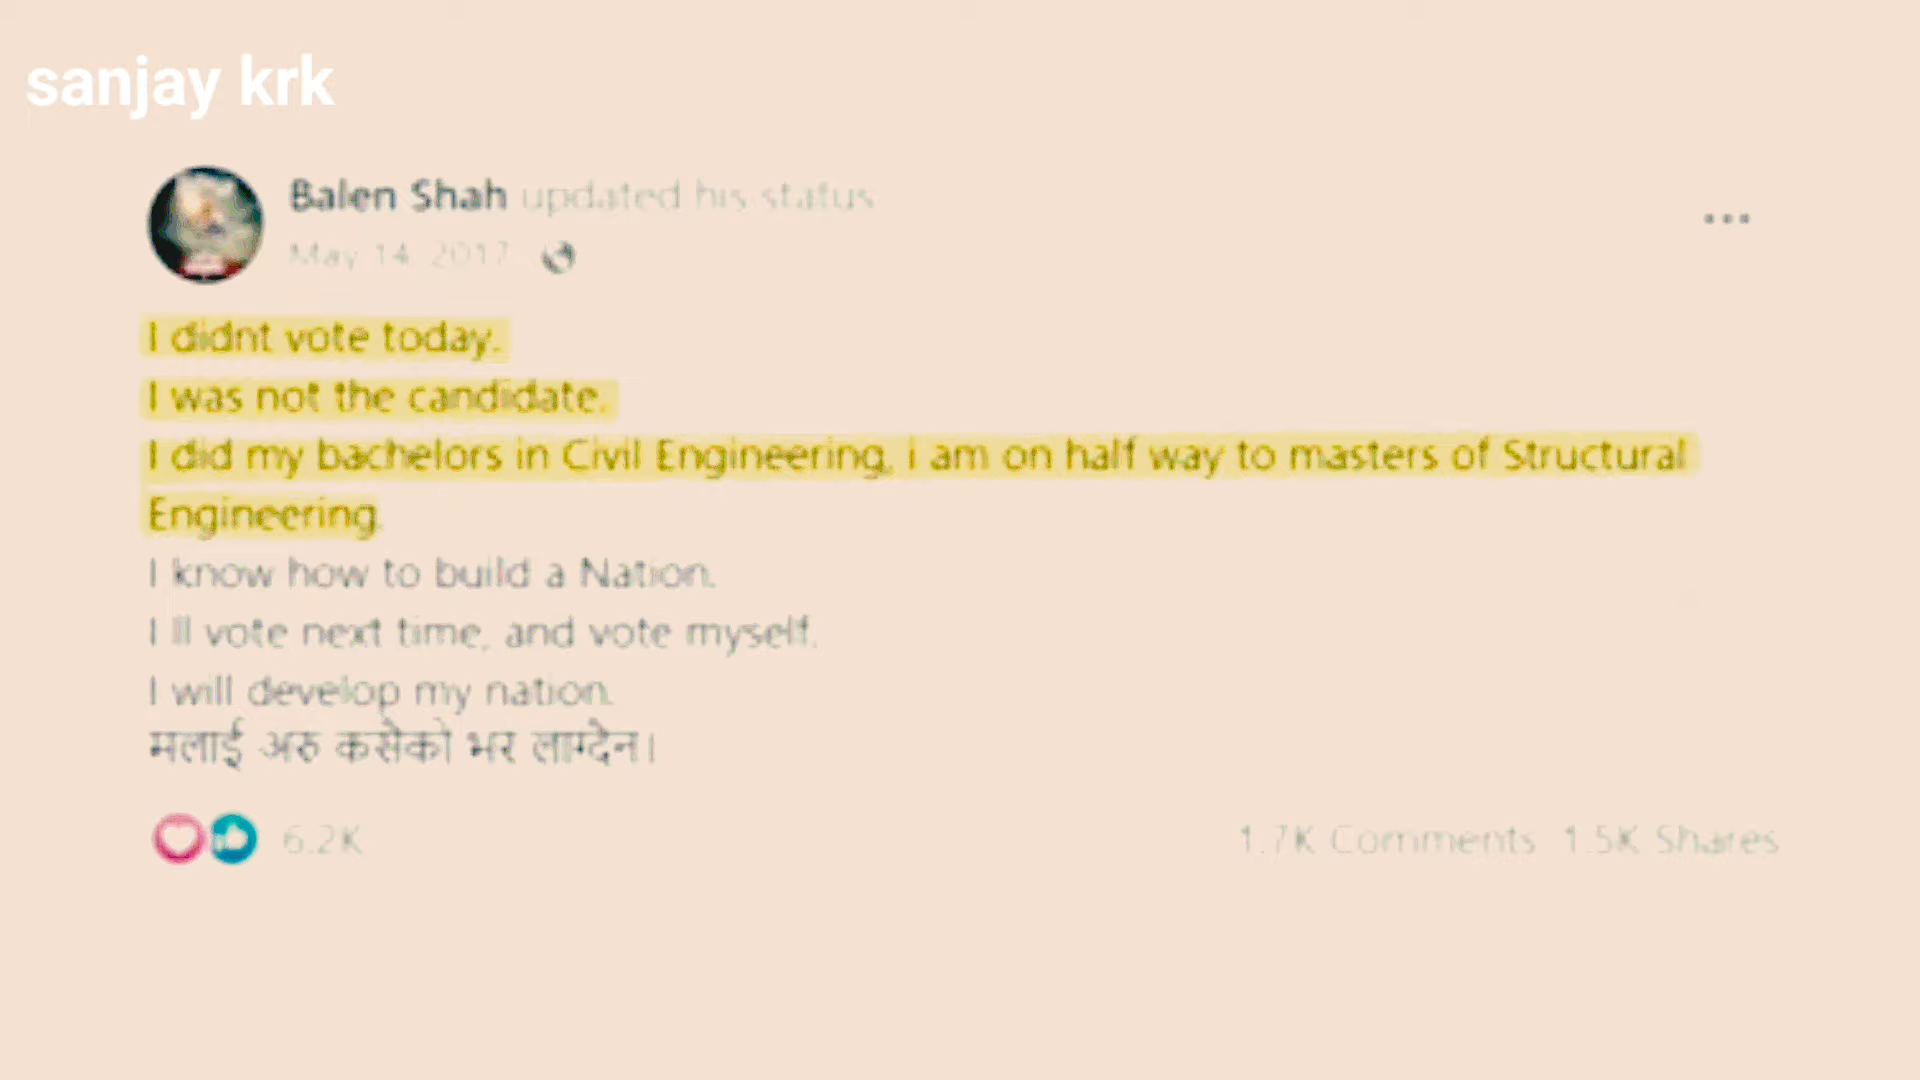 sanjay krk
Balen Shah updated his status
May 14, 2017
I didnt vote today.
I was not the candidate.
I did my bachelors in Civil Engineering, i am on half way to masters of Structural
Engineering.
I know how to build a Nation.
I ll vote next time, and vote myself.
I will develop my nation.
मलाई अरु कसैको भर लाग्दैन।
6.2K
1.7K Comments 1.5K Shares